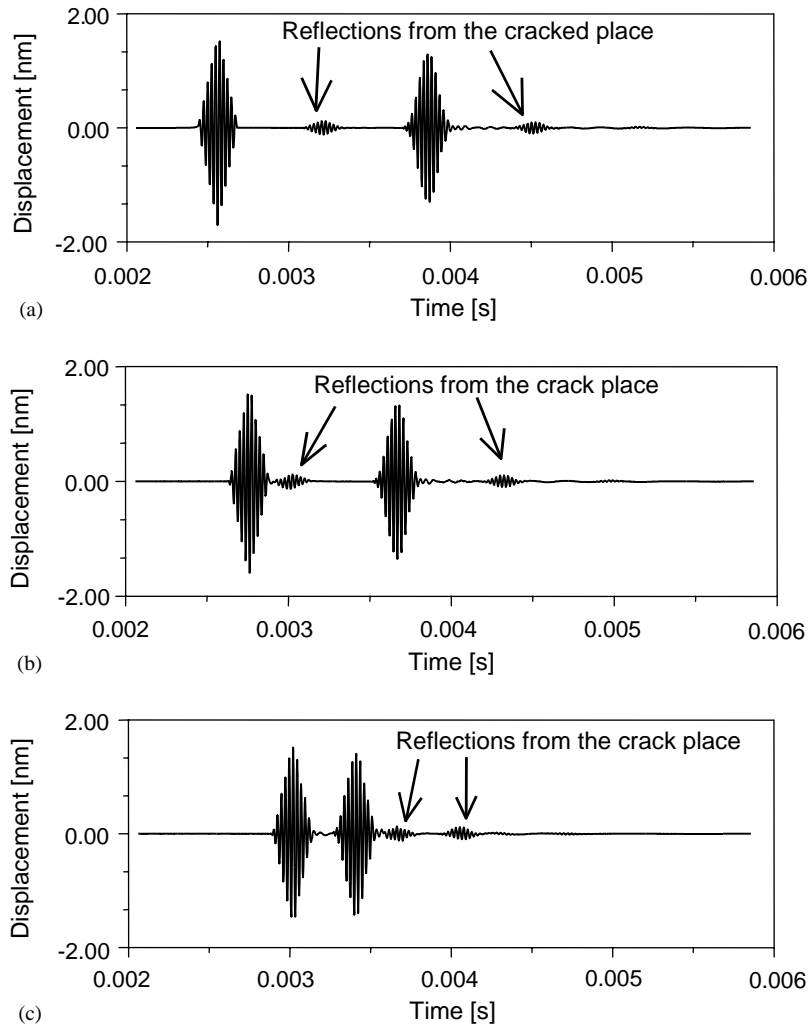 2.00
Reflections from the cracked place
0.00
-2.00
Displacement [nm]
0.002 0.003 0.004 0.005 0.006
Time [s]
(a)
2.00
Reflections from the crack place
0.00
-2.00
Displacement [nm]
0.002 0.003 0.004 0.005 0.006
Time [s]
(b)
2.00
Reflections from the crack place
0.00
-2.00
Displacement [nm]
0.002 0.003 0.004 0.005 0.006
Time [s]
(c)